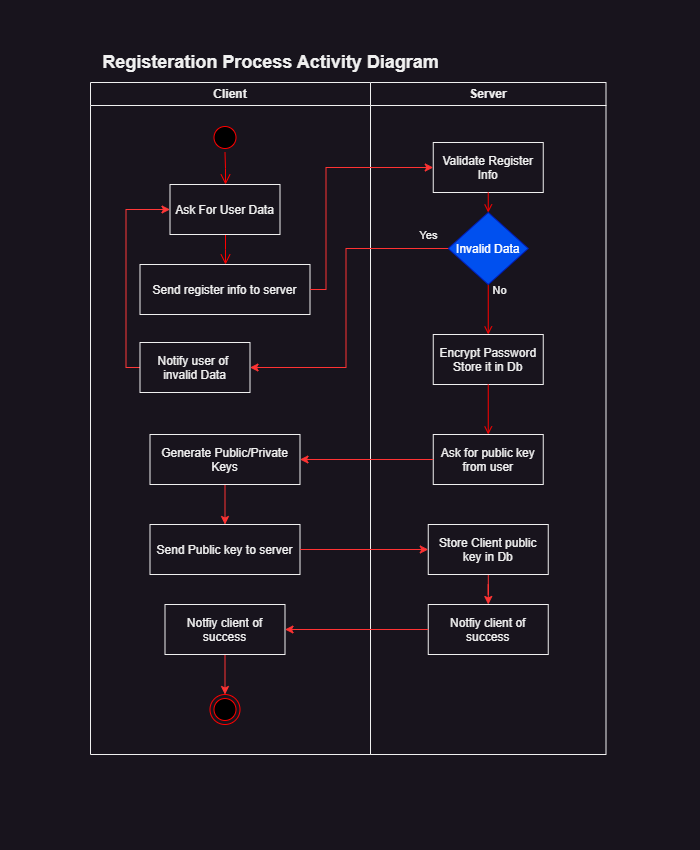 Registeration Process Activity Diagram
Client
Server
Validate Register
Info
Ask For User Data
Yes
Invalid Data
Send register info to server
No
Notify user of
invalid Data
Encrypt Password
Store it in Db
Generate Public/Private
Keys
Ask for public key
from user
Send Public key to server
Store Client public
key in Db
Notfiy client of
success
Notfiy client of
success